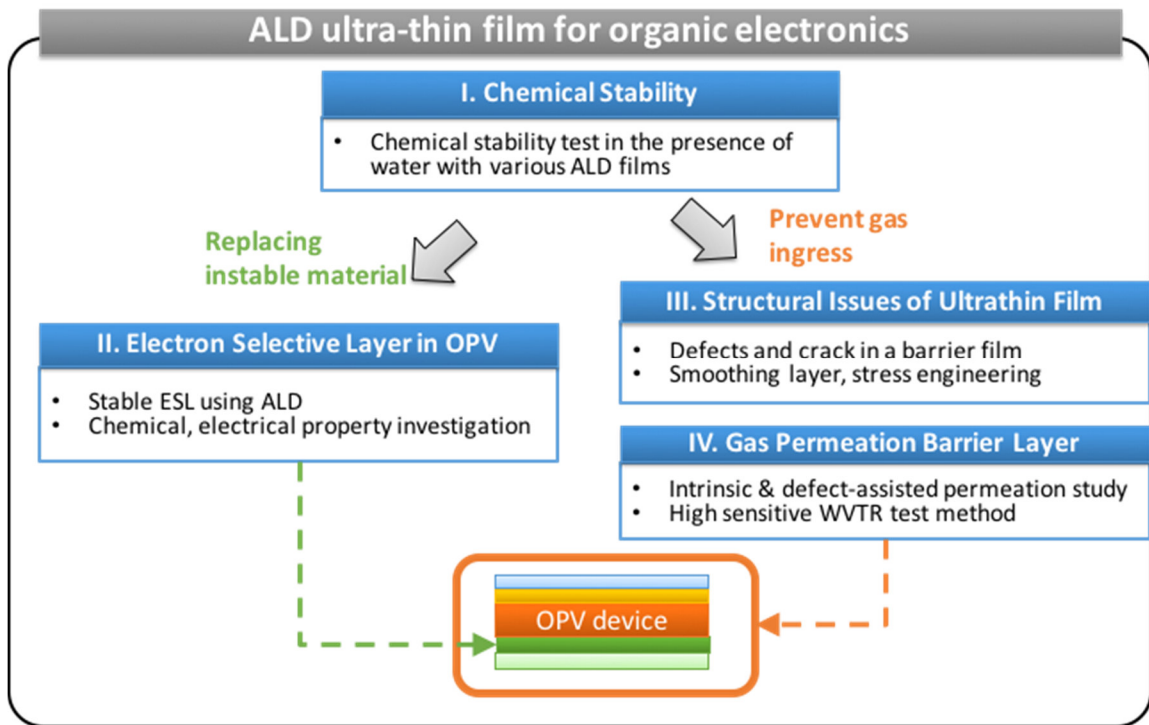 ALD ultra-thin film for organic electronics
I. Chemical Stability
• Chemical stability test in the presence of
water with various ALD films
Replacing
instable material
Prevent gas
ingress
II. Electron Selective Layer in OPV
• Stable ESL using ALD
• Chemical, electrical property investigation
III. Structural Issues of Ultrathin Film
• Defects and crack in a barrier film
• Smoothing layer, stress engineering
IV. Gas Permeation Barrier Layer
• Intrinsic & defect-assisted permeation study
• High sensitive WVTR test method
OPV device